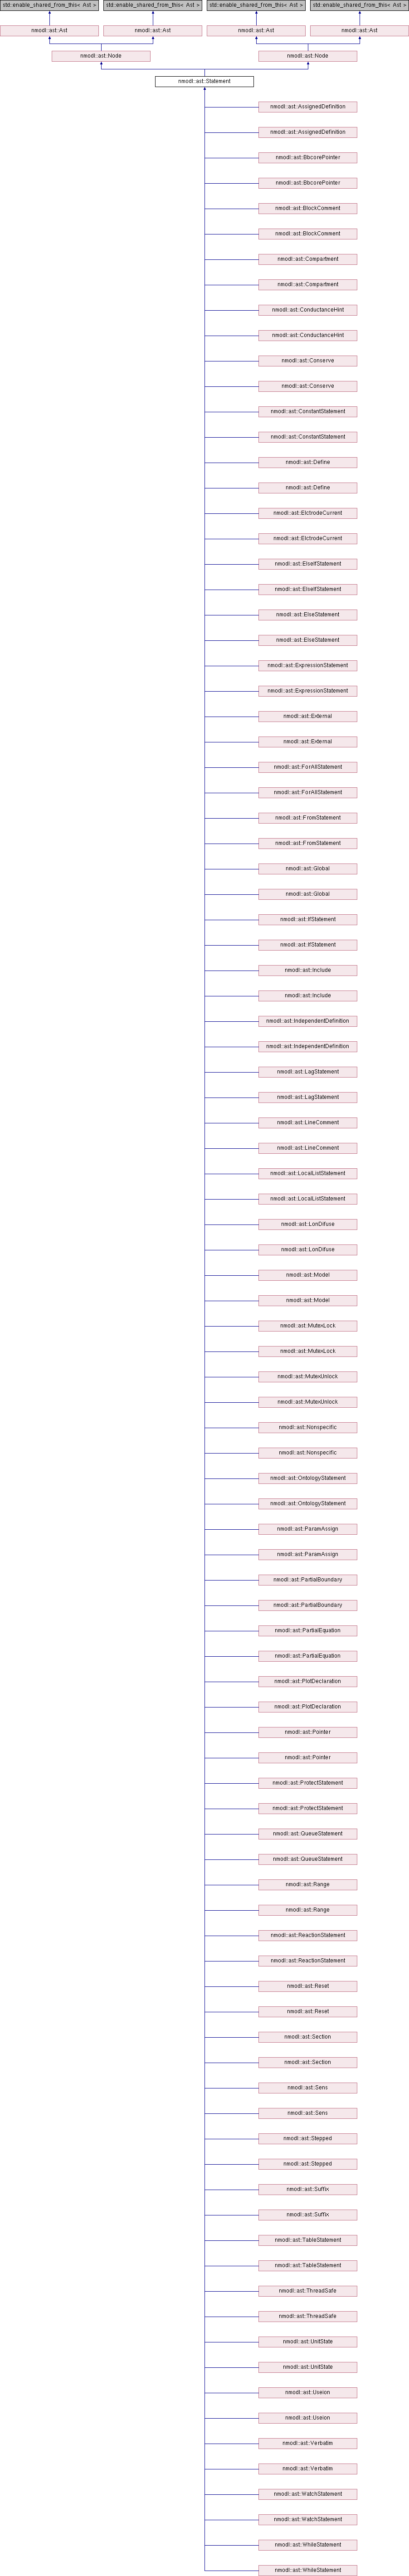 std::enable_shared_from_this< Ast > std::enable_shared_from_this< Ast > std::enable_shared_from_this< Ast > std::enable_shared_from_this< Ast >
nmodl::ast::Ast nmodl::ast::Ast nmodl::ast::Ast nmodl::ast::Ast
nmodl::ast::Node nmodl::ast::Node
nmodl::ast::Statement
nmodl::ast::AssignedDefinition
nmodl::ast::AssignedDefinition
nmodl::ast::BbcorePointer
nmodl::ast::BbcorePointer
nmodl::ast::BlockComment
nmodl::ast::BlockComment
nmodl::ast::Compartment
nmodl::ast::Compartment
nmodl::ast::ConductanceHint
nmodl::ast::ConductanceHint
nmodl::ast::Conserve
nmodl::ast::Conserve
nmodl::ast::ConstantStatement
nmodl::ast::ConstantStatement
nmodl::ast::Define
nmodl::ast::Define
nmodl::ast::ElctrodeCurrent
nmodl::ast::ElctrodeCurrent
nmodl::ast::ElseIfStatement
nmodl::ast::ElseIfStatement
nmodl::ast::ElseStatement
nmodl::ast::ElseStatement
nmodl::ast::ExpressionStatement
nmodl::ast::ExpressionStatement
nmodl::ast::External
nmodl::ast::External
nmodl::ast::ForAllStatement
nmodl::ast::ForAllStatement
nmodl::ast::FromStatement
nmodl::ast::FromStatement
nmodl::ast::Global
nmodl::ast::Global
nmodl::ast::IfStatement
nmodl::ast::IfStatement
nmodl::ast::Include
nmodl::ast::Include
nmodl::ast::IndependentDefinition
nmodl::ast::IndependentDefinition
nmodl::ast::LagStatement
nmodl::ast::LagStatement
nmodl::ast::LineComment
nmodl::ast::LineComment
nmodl::ast::LocalListStatement
nmodl::ast::LocalListStatement
nmodl::ast::LonDifuse
nmodl::ast::LonDifuse
nmodl::ast::Model
nmodl::ast::Model
nmodl::ast::MutexLock
nmodl::ast::MutexLock
nmodl::ast::MutexUnlock
nmodl::ast::MutexUnlock
nmodl::ast::Nonspecific
nmodl::ast::Nonspecific
nmodl::ast::OntologyStatement
nmodl::ast::OntologyStatement
nmodl::ast::ParamAssign
nmodl::ast::ParamAssign
nmodl::ast::PartialBoundary
nmodl::ast::PartialBoundary
nmodl::ast::PartialEquation
nmodl::ast::PartialEquation
nmodl::ast::PlotDeclaration
nmodl::ast::PlotDeclaration
nmodl::ast::Pointer
nmodl::ast::Pointer
nmodl::ast::ProtectStatement
nmodl::ast::ProtectStatement
nmodl::ast::QueueStatement
nmodl::ast::QueueStatement
nmodl::ast::Range
nmodl::ast::Range
nmodl::ast::ReactionStatement
nmodl::ast::ReactionStatement
nmodl::ast::Reset
nmodl::ast::Reset
nmodl::ast::Section
nmodl::ast::Section
nmodl::ast::Sens
nmodl::ast::Sens
nmodl::ast::Stepped
nmodl::ast::Stepped
nmodl::ast::Suffix
nmodl::ast::Suffix
nmodl::ast::TableStatement
nmodl::ast::TableStatement
nmodl::ast::ThreadSafe
nmodl::ast::ThreadSafe
nmodl::ast::UnitState
nmodl::ast::UnitState
nmodl::ast::Useion
nmodl::ast::Useion
nmodl::ast::Verbatim
nmodl::ast::Verbatim
nmodl::ast::WatchStatement
nmodl::ast::WatchStatement
nmodl::ast::WhileStatement
nmodl::ast::WhileStatement